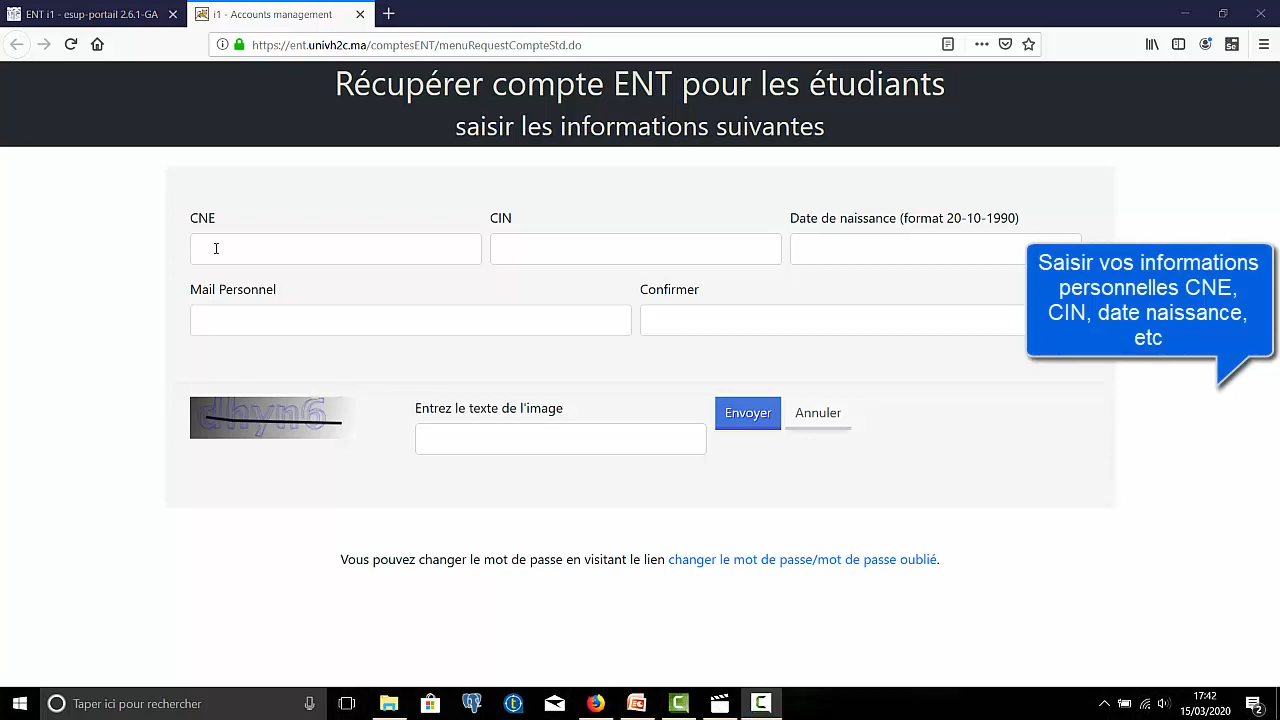 ENT i1 - esup-portail 2.6.1-GA
i1 - Accounts management
https://ent.univh2c.ma/comptesENT/menuRequestCompteStd.do
Récupérer compte ENT pour les étudiants
saisir les informations suivantes
CNE
CIN
Date de naissance (format 20-10-1990)
Saisir vos informations
personnelles CNE,
CIN, date naissance,
etc
Mail Personnel
Confirmer
dhyn6
Entrez le texte de l'image
Envoyer
Annuler
Vous pouvez changer le mot de passe en visitant le lien changer le mot de passe/mot de passe oublié.
Taper ici pour rechercher
17:42
15/03/2020
2